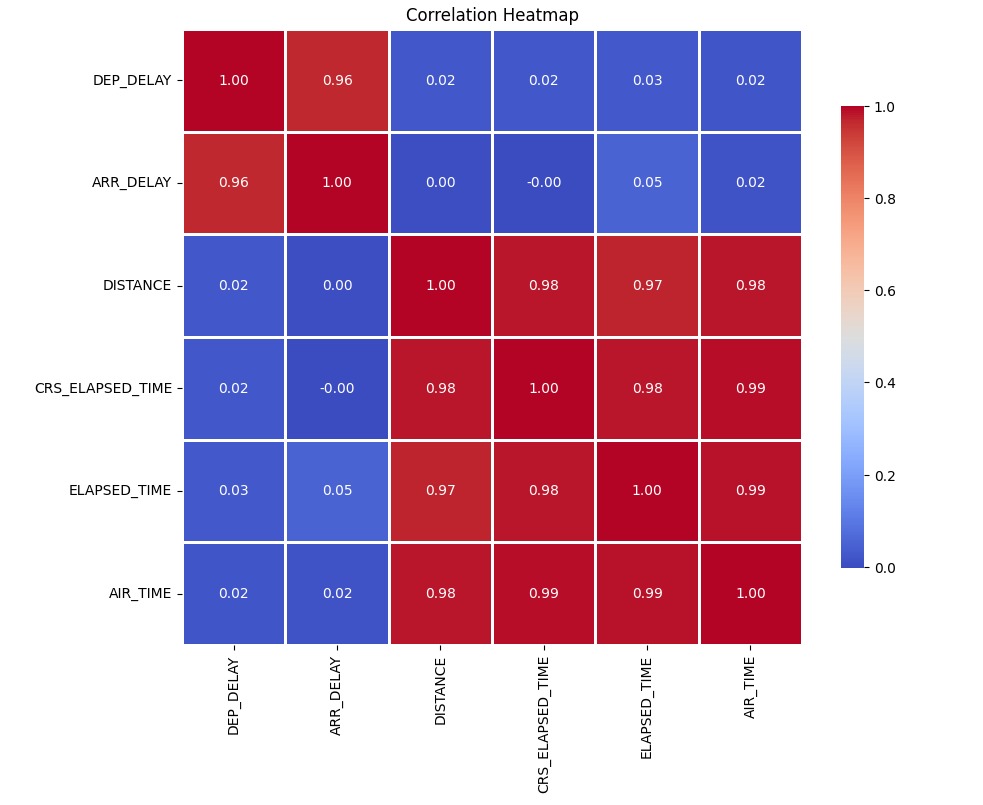 Correlation Heatmap
DEP_DELAY 1.00 0.96 0.02 0.02 0.03 0.02
ARR_DELAY 0.96 1.00 0.00 -0.00 0.05 0.02
DISTANCE 0.02 0.00 1.00 0.98 0.97 0.98
CRS_ELAPSED_TIME 0.02 -0.00 0.98 1.00 0.98 0.99
ELAPSED_TIME 0.03 0.05 0.97 0.98 1.00 0.99
AIR_TIME 0.02 0.02 0.98 0.99 0.99 1.00
DEP_DELAY
ARR_DELAY
DISTANCE
CRS_ELAPSED_TIME
ELAPSED_TIME
AIR_TIME
1.0
0.8
0.6
0.4
0.2
0.0